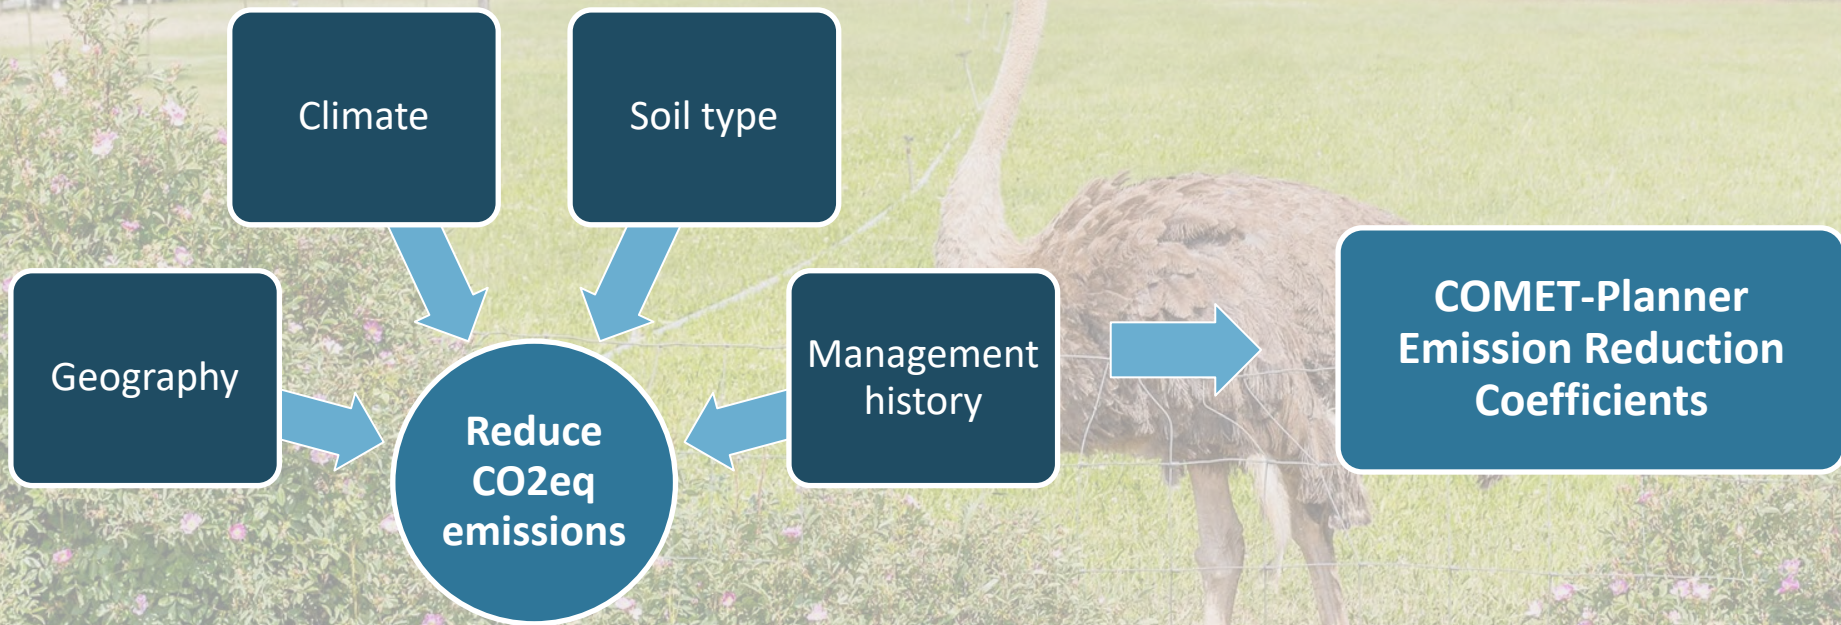 Climate
Soil type
Geography
Management
history
Reduce
CO2eq
emissions
COMET-Planner
Emission Reduction
Coefficients